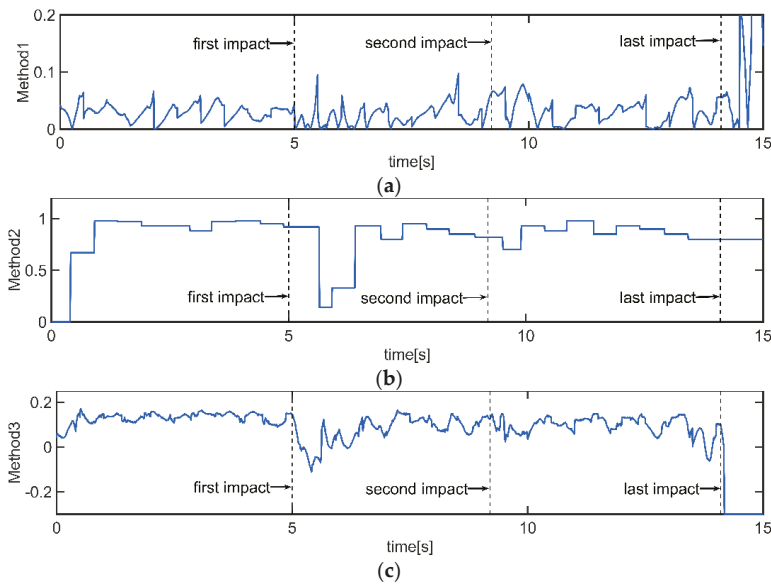 0.2
0.1
0
Method1
first impact
second impact
last impact
0
5
10
15
time[s]
(a)
1
0.5
0
Method2
first impact
second impact
last impact
0
5
10
15
time[s]
(b)
0.2
0
-0.2
Method3
first impact
second impact
last impact
0
5
10
15
time[s]
(c)